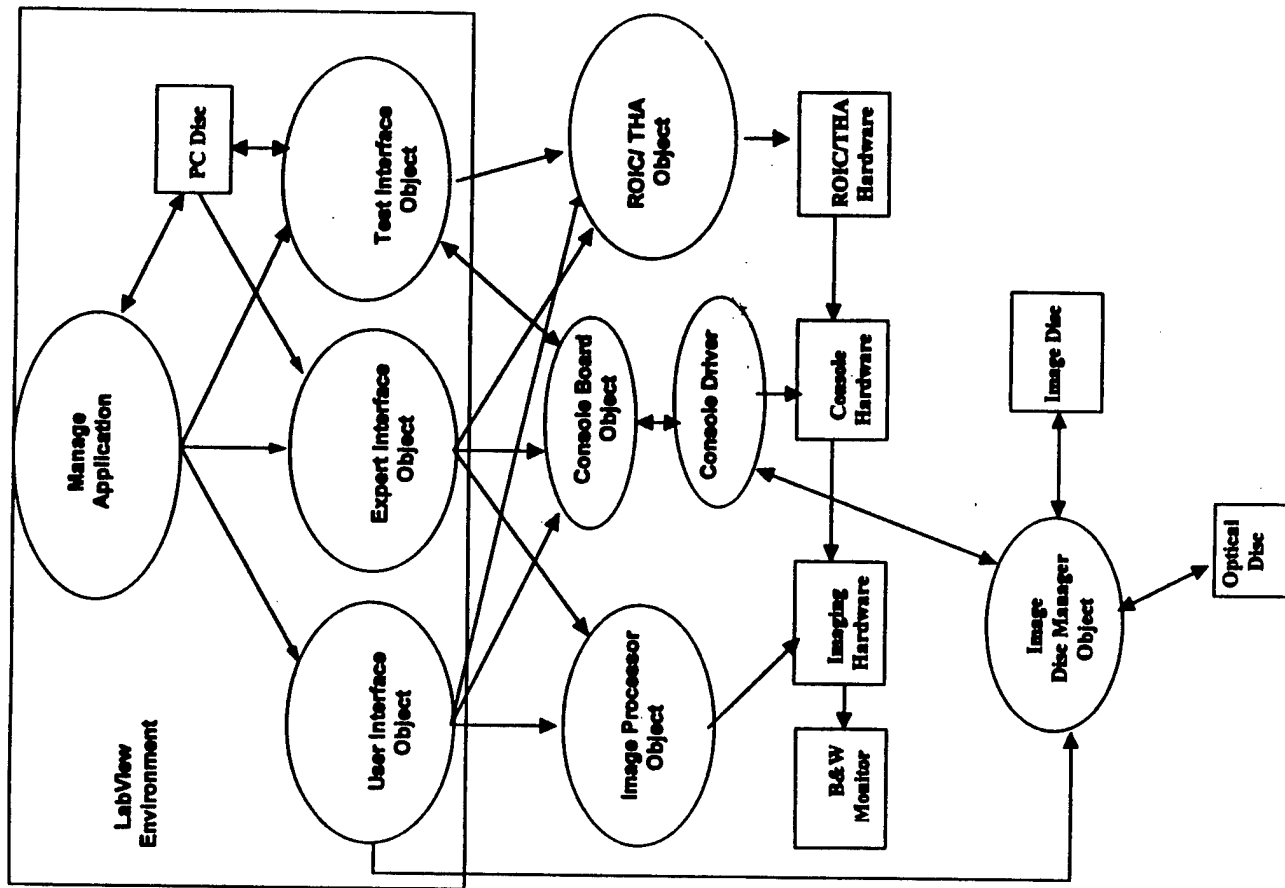 LabView
Environment
Manage
Application
PC Disc
User Interface
Object
Expert Interface
Object
Test Interface
Object
Image Processor
Object
Console Board
Object
ROIC/ THA
Object
Console Driver
B&W
Monitor
Imaging
Hardware
Console
Hardware
ROIC/THA
Hardware
Image
Disc Manager
Object
Image Disc
Optical
Disc